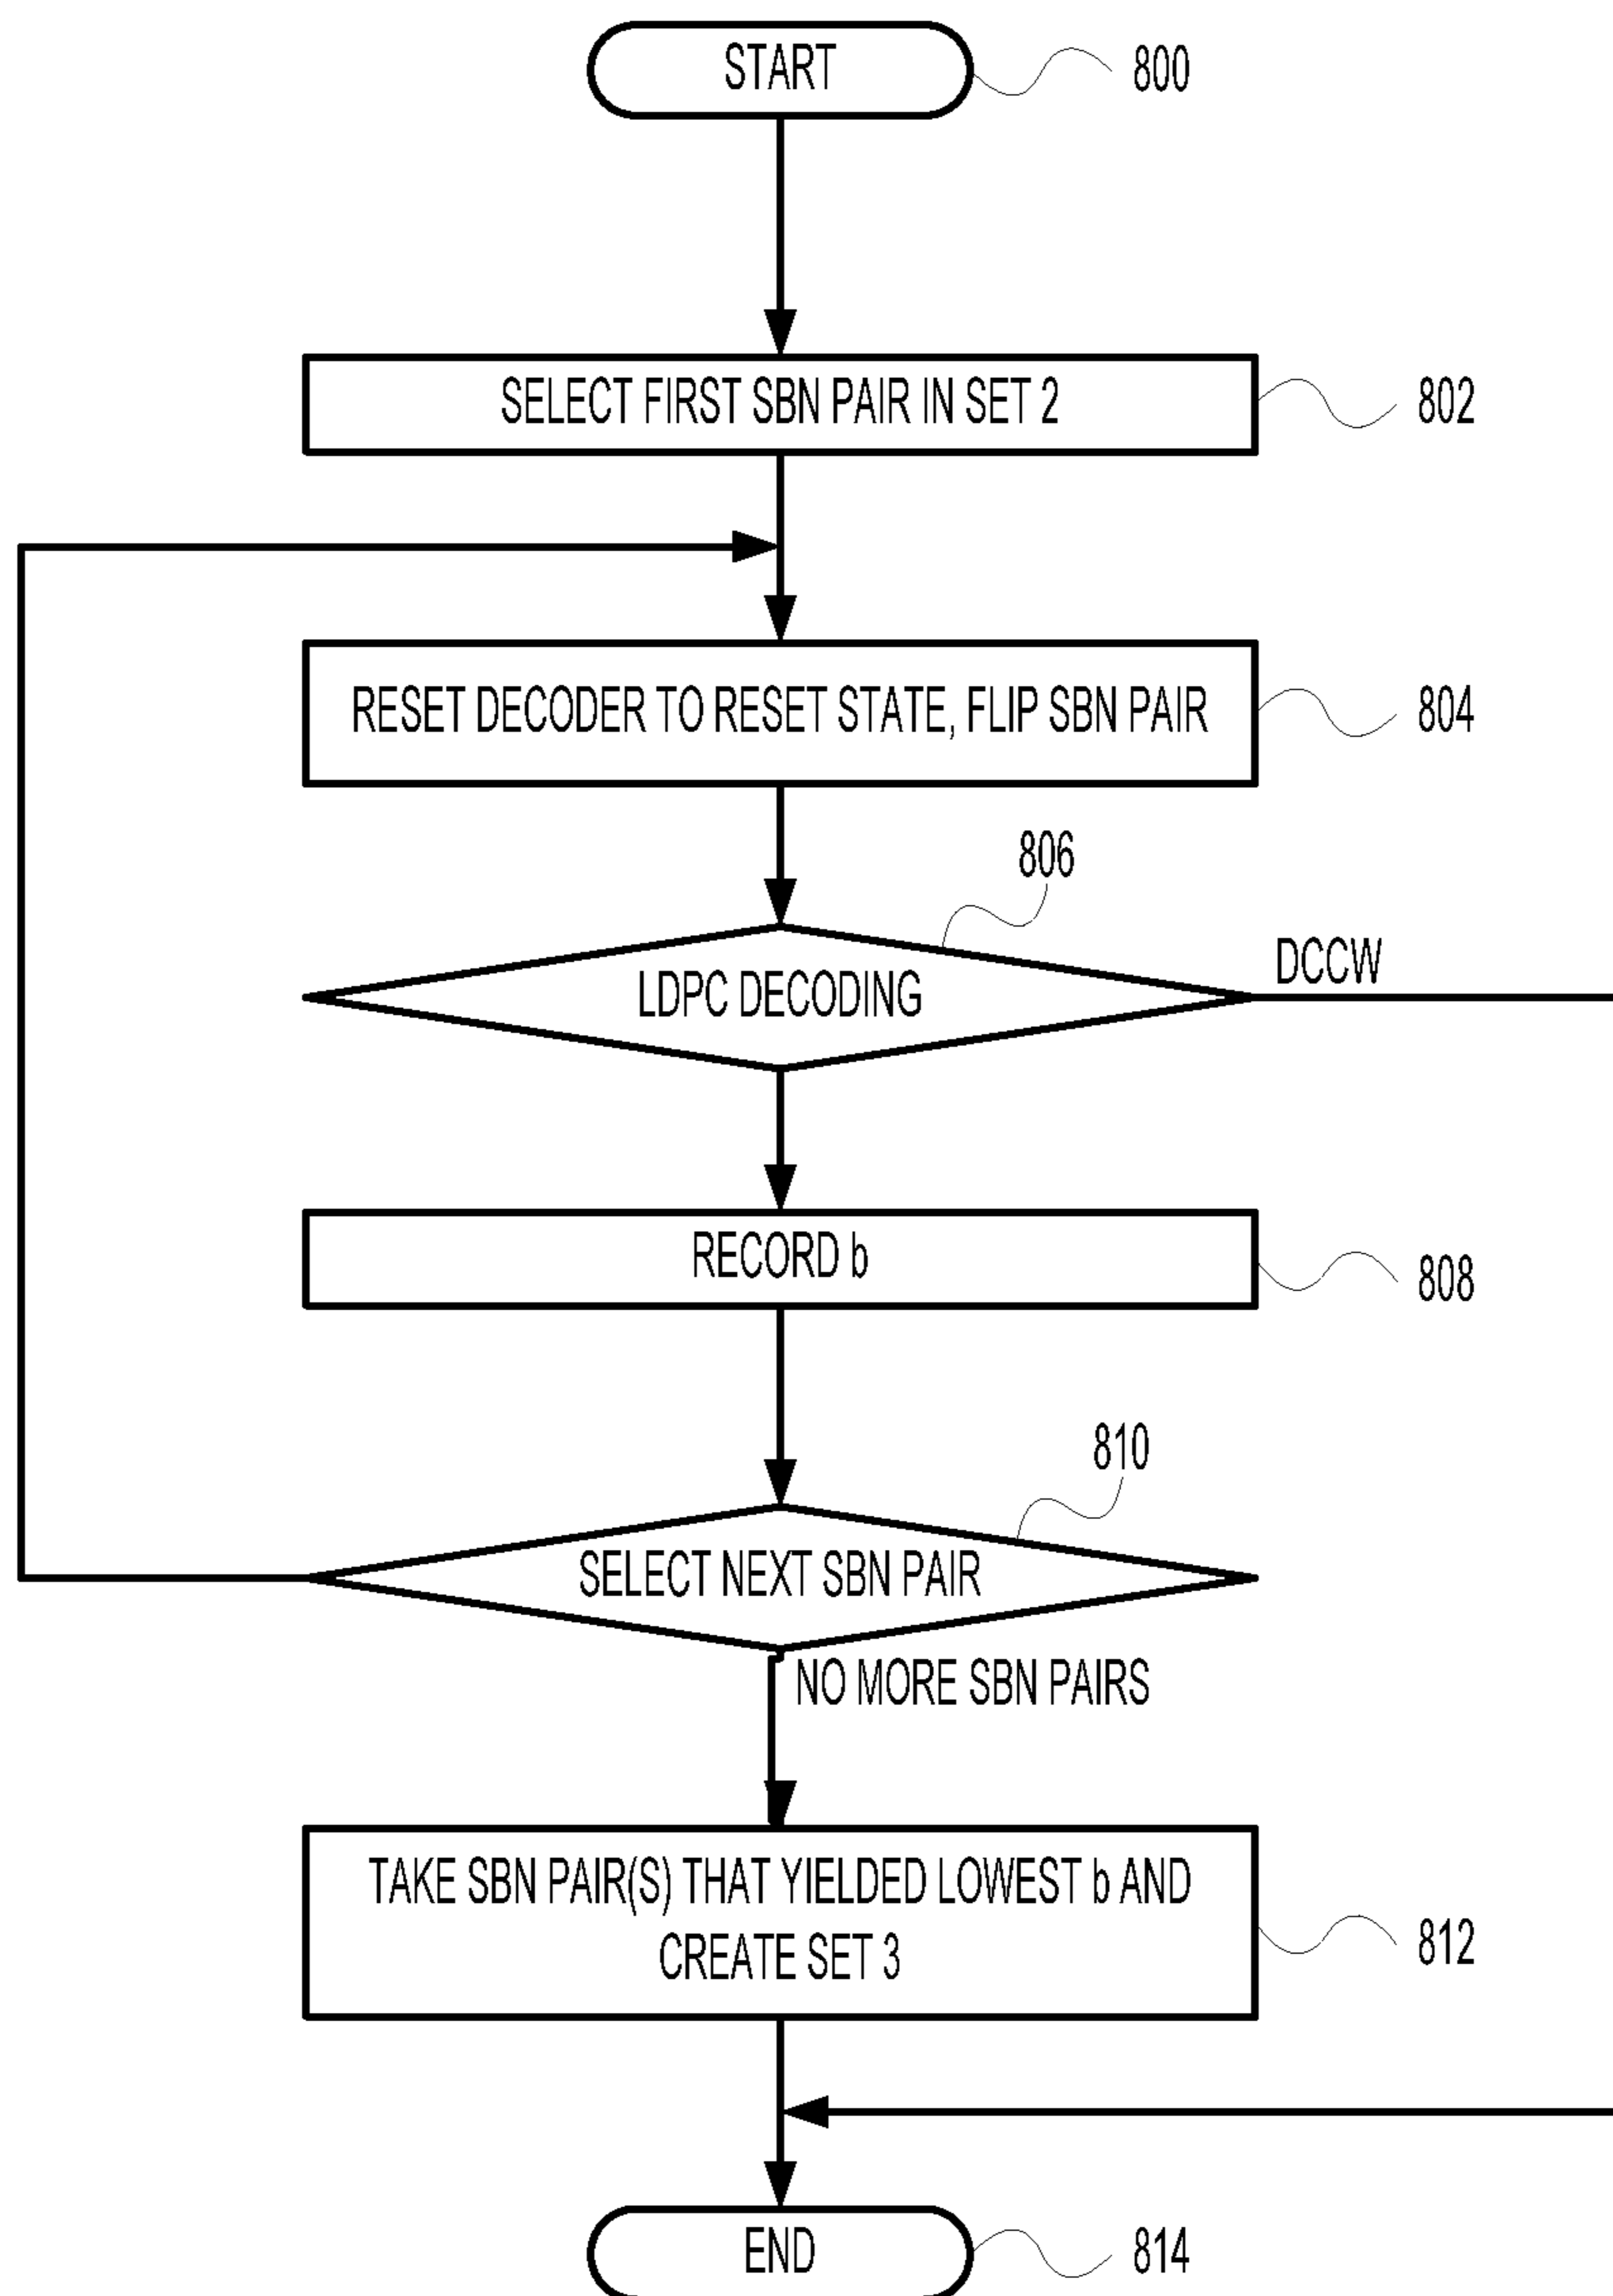 START
800
SELECT FIRST SBN PAIR IN SET 2
802
RESET DECODER TO RESET STATE, FLIP SBN PAIR
804
806
LDPC DECODING
DCCW
RECORD b
808
810
SELECT NEXT SBN PAIR
NO MORE SBN PAIRS
TAKE SBN PAIR(S) THAT YIELDED LOWEST b AND
CREATE SET 3
812
END
814